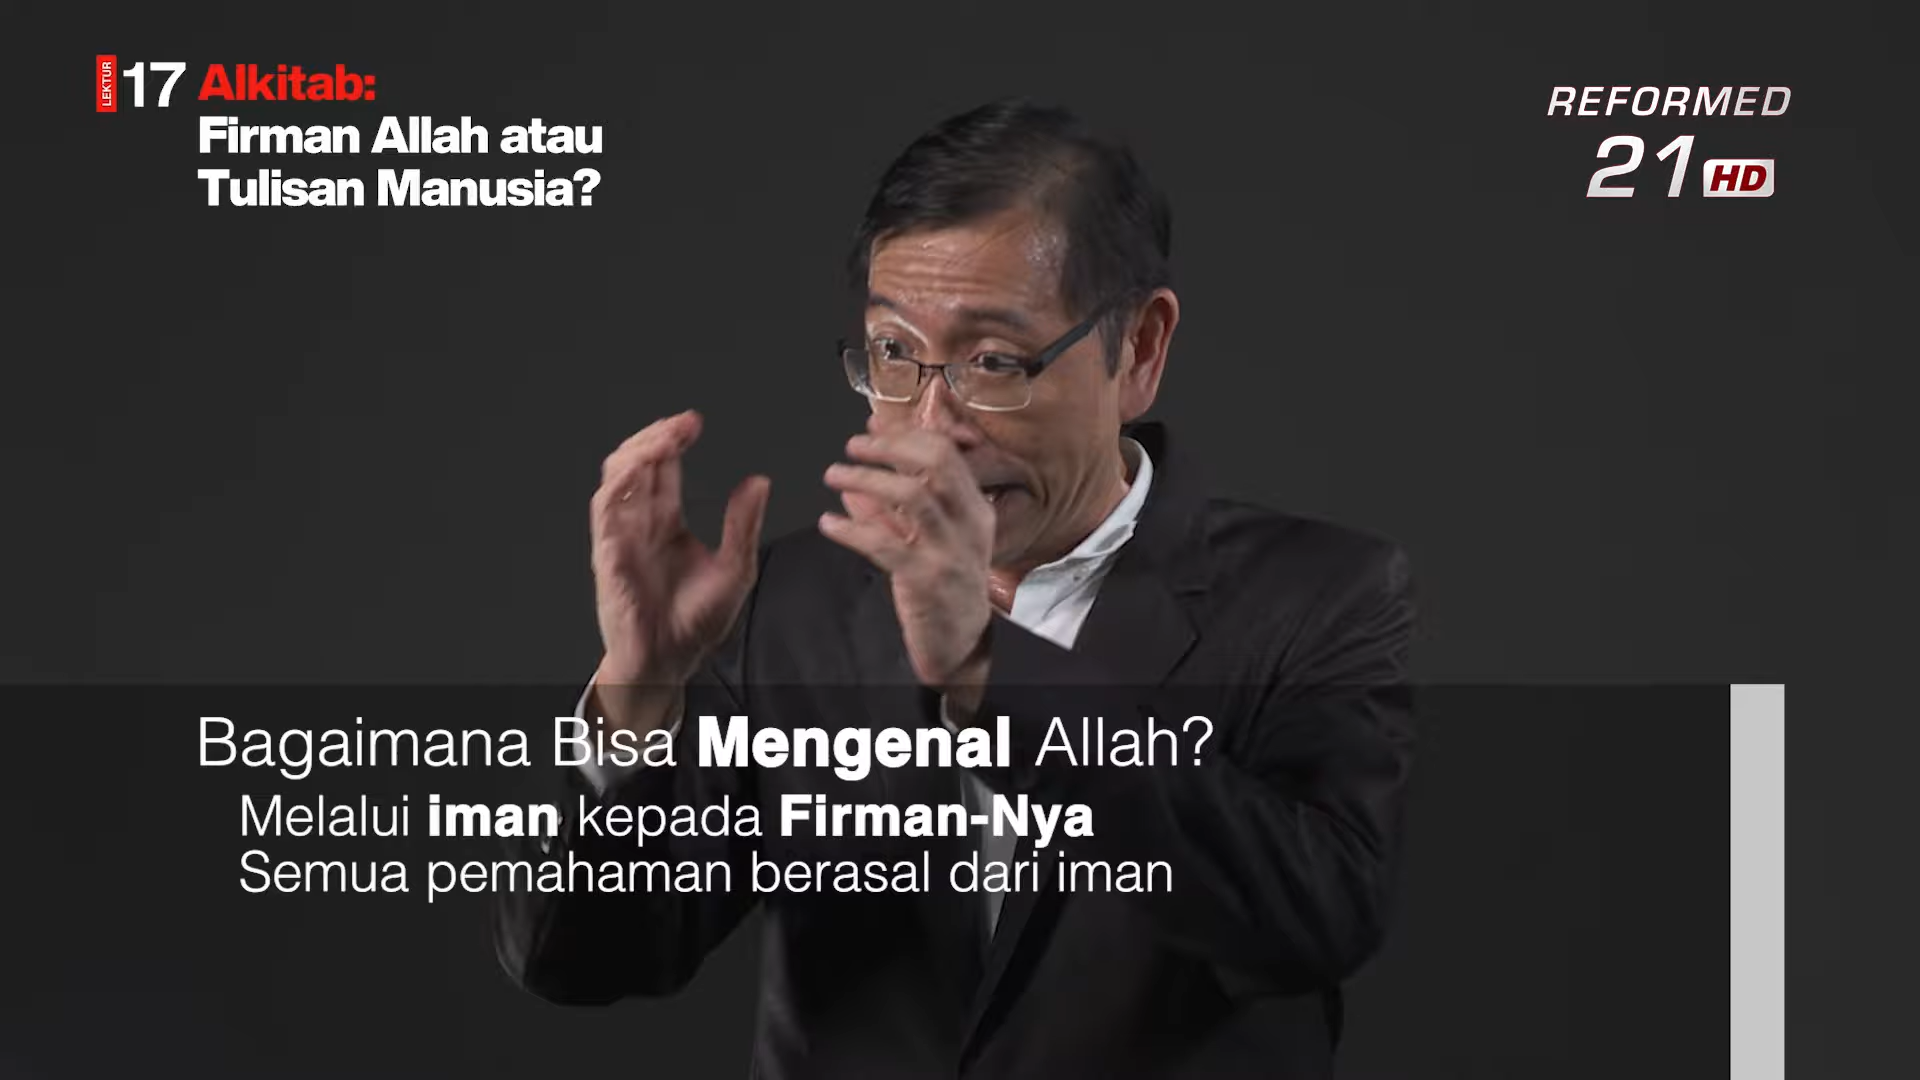 LEKTUR
17 Alkitab:
Firman Allah atau
Tulisan Manusia?
REFORMED
21 HD
Bagaimana Bisa Mengenal Allah?
Melalui iman kepada Firman-Nya
Semua pemahaman berasal dari iman